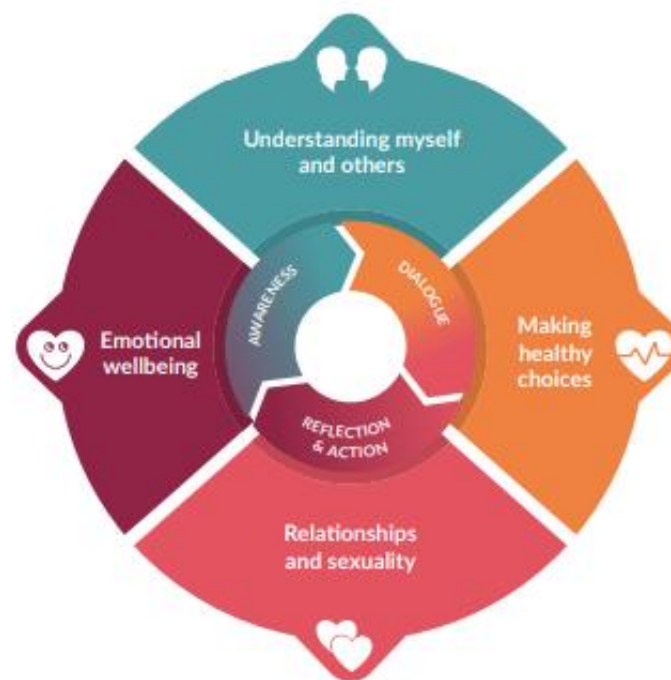 Understanding myself
and others
AWARENESS
DIALOGUE
Emotional
wellbeing
Making
healthy
choices
REFLECTION
& ACTION
Relationships
and sexuality